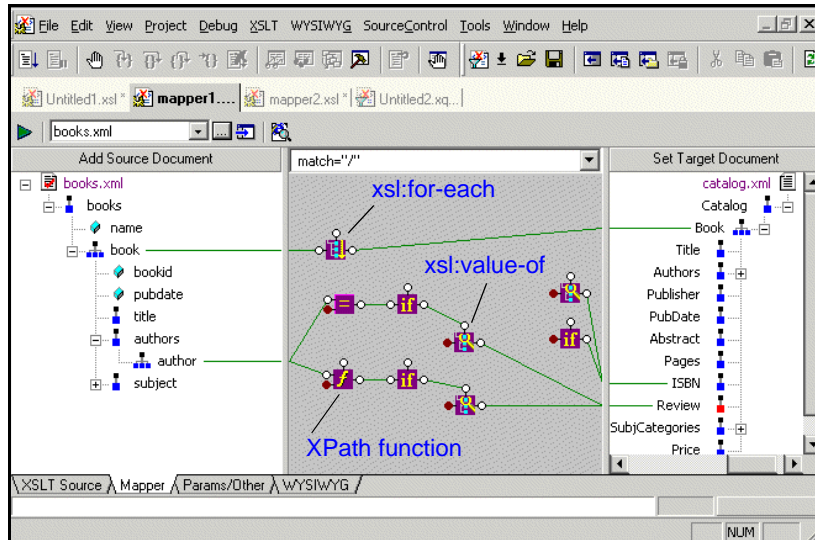 File Edit View Project Debug XSLT WYSIWYG SourceControl Tools Window Help
Untitled1.xsl * mapper1.... mapper2.xsl * Untitled2.xq...
books.xml ...
Add Source Document
match="/"
Set Target Document
books.xml
books
name
book
bookid
pubdate
title
authors
author
subject
xsl:for-each
xsl:value-of
= if
if
f if
XPath function
catalog.xml
Catalog
Book
Title
Authors
Publisher
PubDate
Abstract
Pages
ISBN
Review
SubjCategories
Price
XSLT Source Mapper Params/Other WYSIWYG
NUM